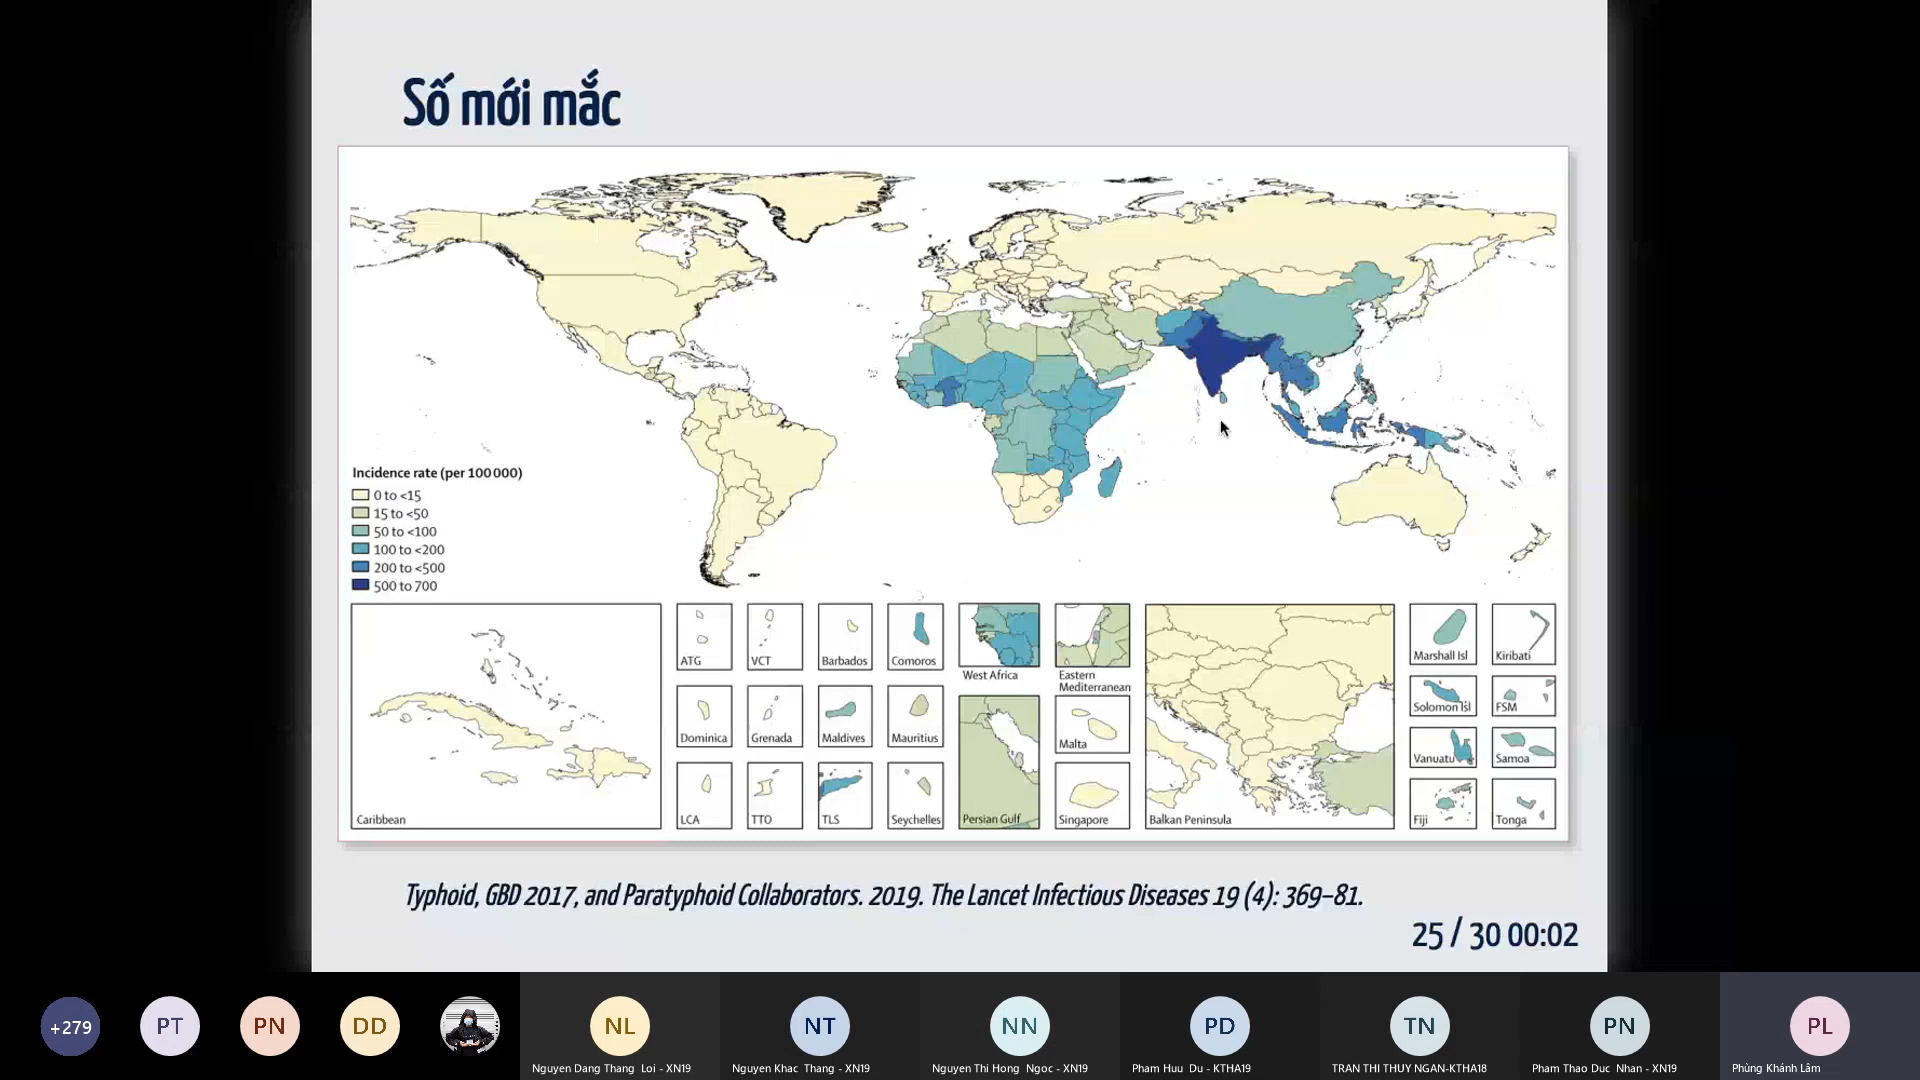 Số mới mắc
Incidence rate (per 100 000)
0 to <15
15 to <50
50 to <100
100 to <200
200 to <500
500 to 700
Caribbean
ATG
VCT
Barbados
Comoros
West Africa
Eastern
Mediterranean
Marshall Isl
Kiribati
Dominica
Grenada
Maldives
Mauritius
Malta
Solomon Isl
FSM
Vanuatu
Samoa
LCA
TTO
TLS
Seychelles
Persian Gulf
Singapore
Balkan Peninsula
Fiji
Tonga
Typhoid, GBD 2017, and Paratyphoid Collaborators. 2019. The Lancet Infectious Diseases 19 (4): 369–81.
25 / 30 00:02
+279
PT
PN
DD
NL
NT
NN
PD
TN
PN
PL
Nguyen Dang Thang Loi - XN19
Nguyen Khac Thang - XN19
Nguyen Thi Hong Ngoc - XN19
Pham Huu Du - KTHA19
TRAN THI THUY NGAN-KTHA18
Pham Thao Duc Nhan - XN19
Phùng Khánh Lâm